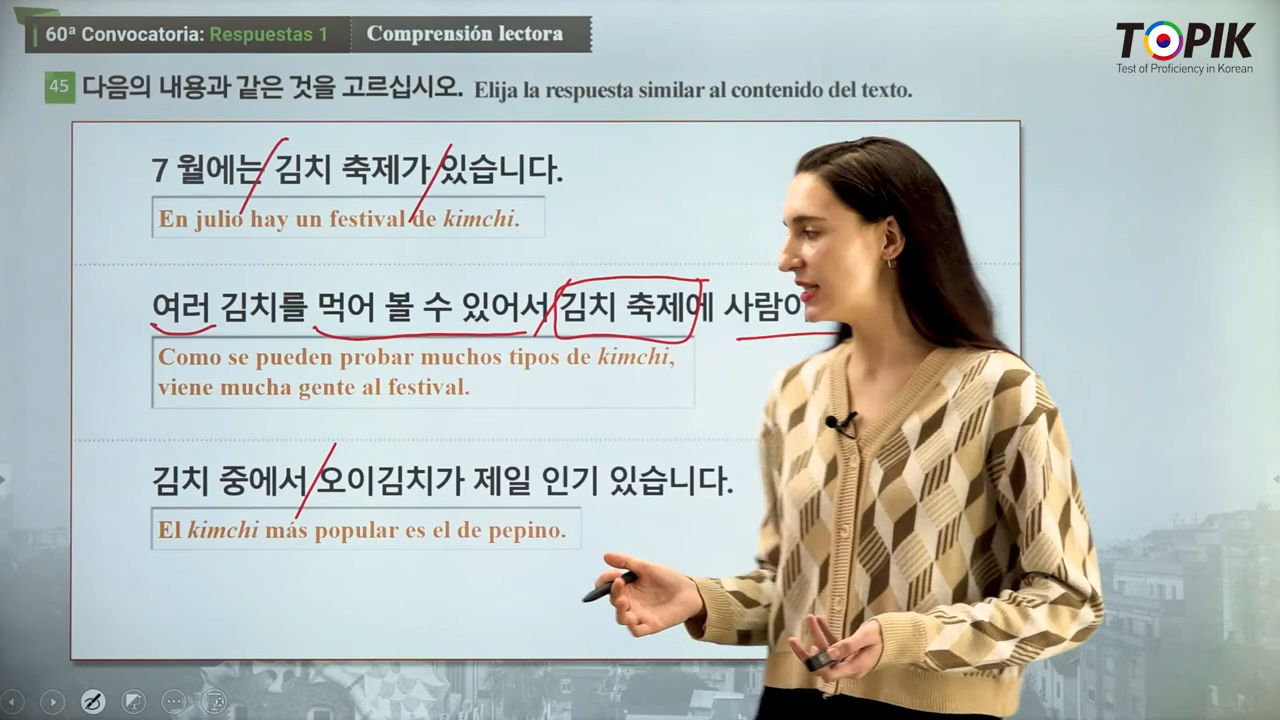 60ª Convocatoria: Respuestas 1 Comprensión lectora
TOPIK
Test of Proficiency in Korean
45 다음의 내용과 같은 것을 고르십시오. Elija la respuesta similar al contenido del texto.
7 월에는 김치 축제가 있습니다.
En julio hay un festival de kimchi.
여러 김치를 먹어 볼 수 있어서 김치 축제에
Como se pueden probar muchos tipos de kimchi,
viene mucha gente al festival.
김치 중에서 오이김치가 제일 인기 있습니다.
El kimchi más popular es el de pepino.